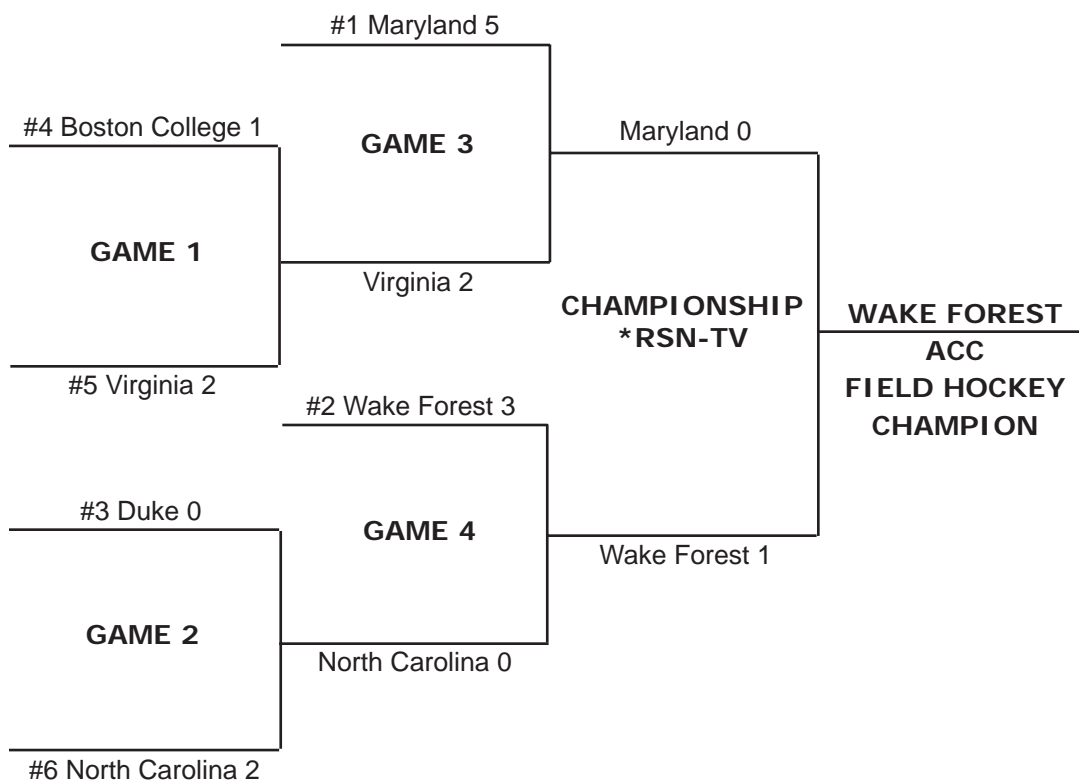 #1 Maryland 5
#4 Boston College 1
GAME 3
Maryland 0
GAME 1
Virginia 2
CHAMPIONSHIP
*RSN-TV
WAKE FOREST
ACC
FIELD HOCKEY
CHAMPION
#5 Virginia 2
#2 Wake Forest 3
#3 Duke 0
GAME 4
Wake Forest 1
GAME 2
North Carolina 0
#6 North Carolina 2